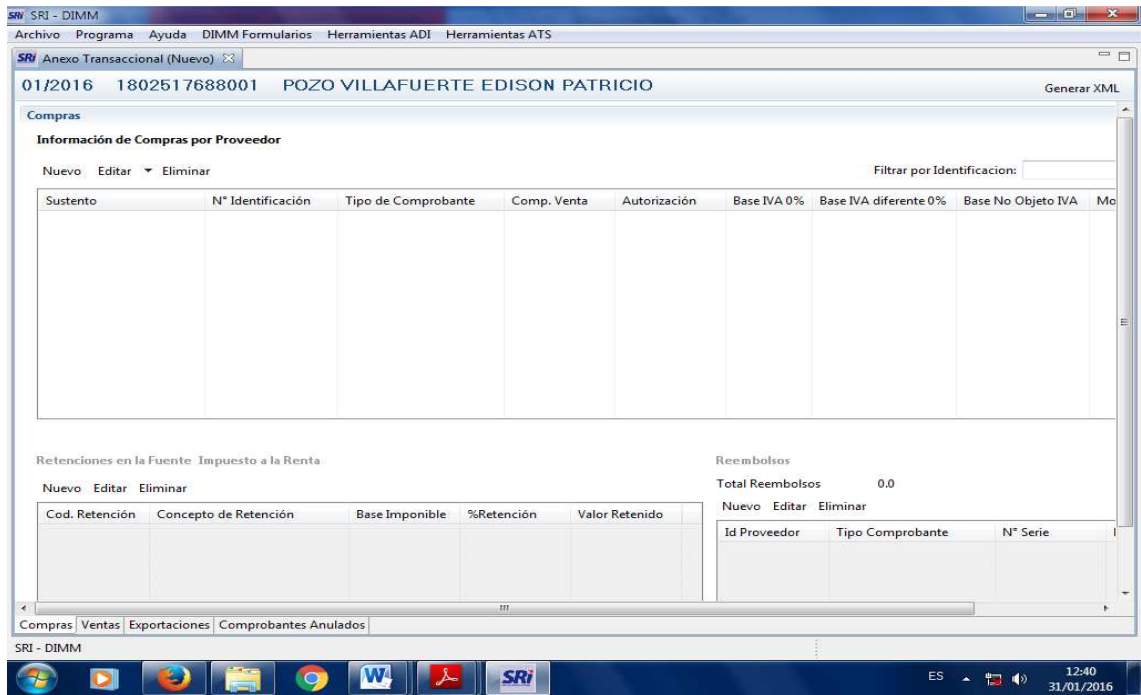 SRi SRI - DIMM
Archivo Programa Ayuda DIMM Formularios Herramientas ADI Herramientas ATS
SRi Anexo Transaccional (Nuevo)
01/2016 1802517688001 POZO VILLAFUERTE EDISON PATRICIO Generar XML
Compras
Información de Compras por Proveedor
Nuevo Editar Eliminar Filtrar por Identificacion:
Sustento N° Identificación Tipo de Comprobante Comp. Venta Autorización Base IVA 0% Base IVA diferente 0% Base No Objeto IVA Mo
Retenciones en la Fuente Impuesto a la Renta Reembolsos
Total Reembolsos 0.0
Nuevo Editar Eliminar Nuevo Editar Eliminar
Cod. Retención Concepto de Retención Base Imponible %Retención Valor Retenido
Id Proveedor Tipo Comprobante N° Serie
Compras Ventas Exportaciones Comprobantes Anulados
SRI - DIMM
W SRi ES 12:40
31/01/2016